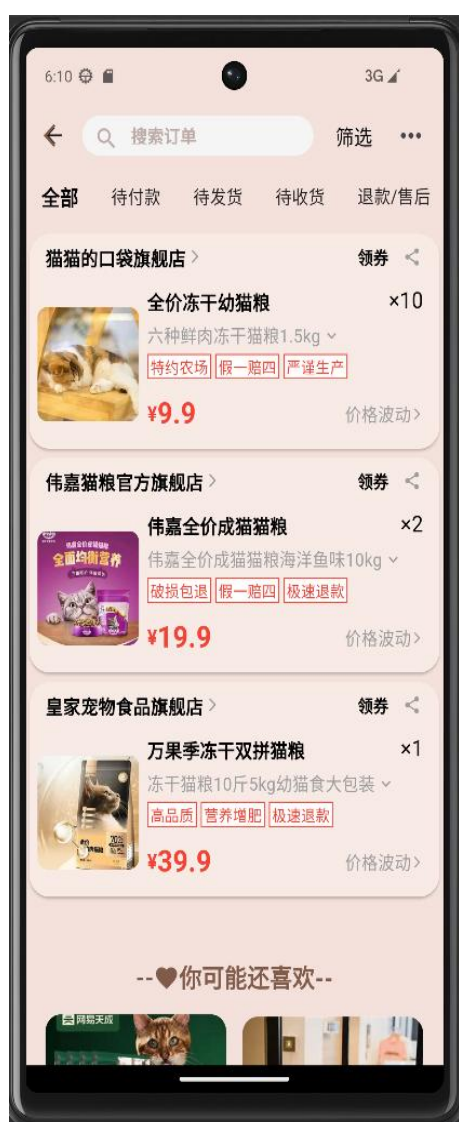 6:10
3G
搜索订单
筛选
全部 待付款 待发货 待收货 退款/售后
猫猫的口袋旗舰店 > 领券
全价冻干幼猫粮 ×10
六种鲜肉冻干猫粮1.5kg
特约农场 假一赔四 严谨生产
¥9.9 价格波动>
伟嘉猫粮官方旗舰店 > 领券
伟嘉全价成猫猫粮 ×2
伟嘉全价成猫猫粮海洋鱼味10kg
破损包退 假一赔四 极速退款
全面均衡营养
¥19.9 价格波动>
皇家宠物食品旗舰店 > 领券
万果季冻干双拼猫粮 ×1
冻干猫粮10斤5kg幼猫食大包装
高品质 营养增肥 极速退款
¥39.9 价格波动>
--♥你可能还喜欢--
网易天成